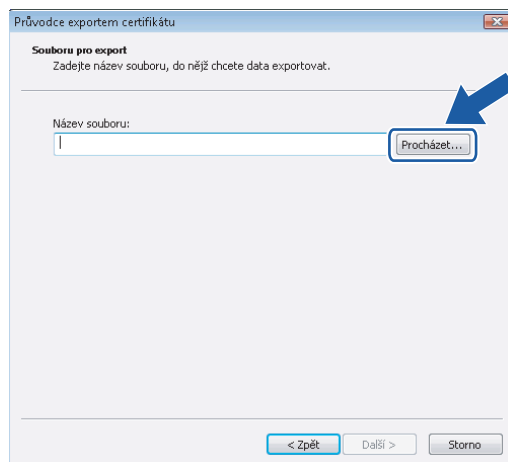 Průvodce exportem certifikátu
Souboru pro export
Zadejte název souboru, do nějž chcete data exportovat.
Název souboru:
Procházet...
< Zpět
Další >
Storno